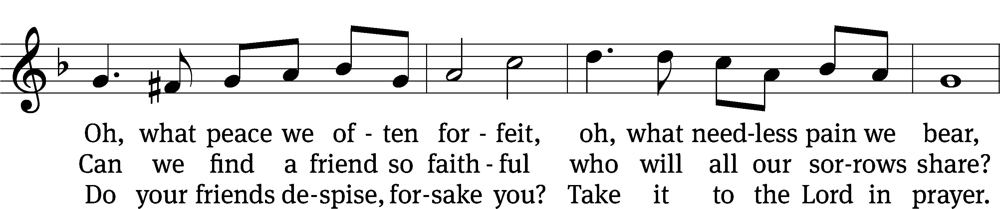 Oh, what peace we of - ten for - feit, oh, what need-less pain we bear,
Can we find a friend so faith - ful who will all our sor-rows share?
Do your friends de-spise, for-sake you? Take it to the Lord in prayer.